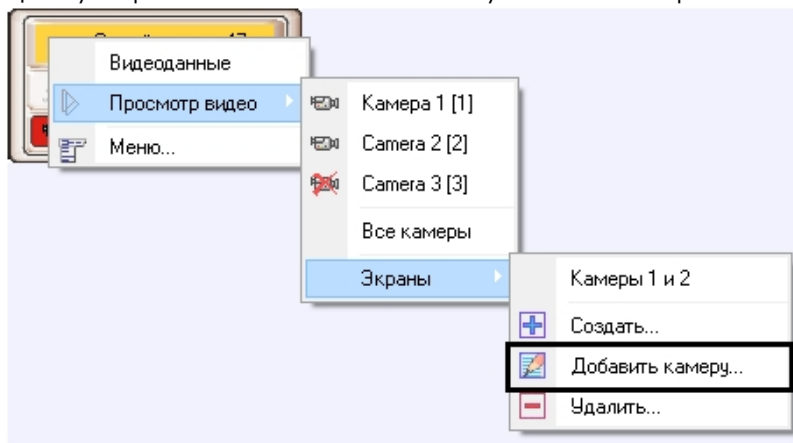 Видеоданные
Просмотр видео
Меню...
Камера 1 [1]
Camera 2 [2]
Camera 3 [3]
Все камеры
Экраны
Камеры 1 и 2
Создать...
Добавить камеру...
Удалить...